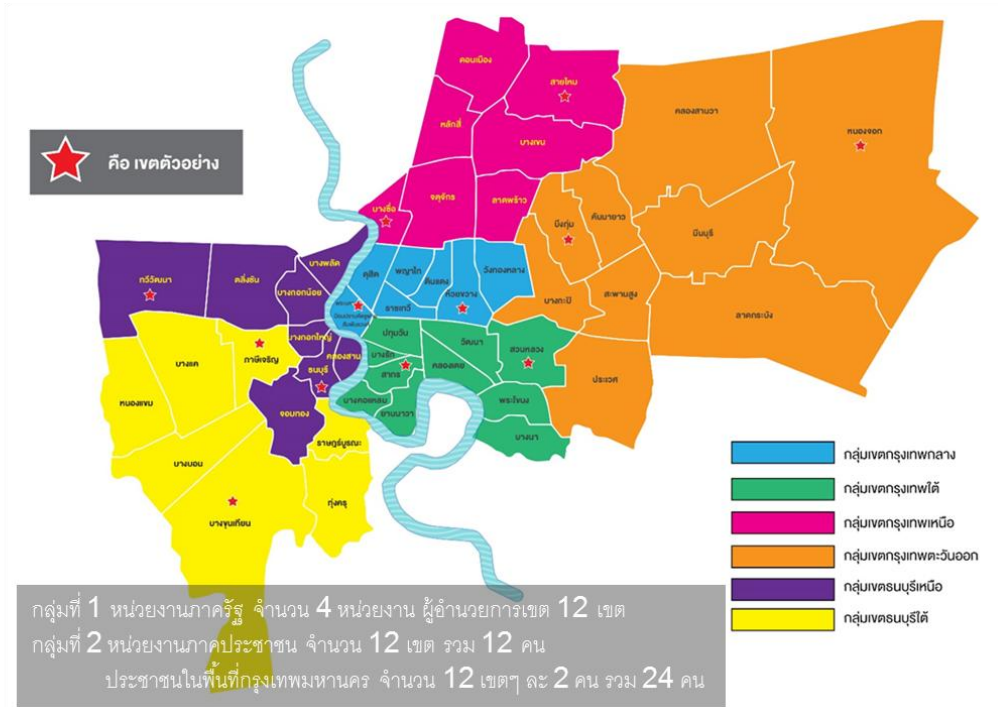 ดอนเมือง
สายไหม
คลองสามวา
หนองจอก
หลักสี่
บางเขน
คือ เขตตัวอย่าง
จตุจักร
ลาดพร้าว
บางซื่อ
บึงกุ่ม
คันนายาว
มีนบุรี
บางพลัด
ดุสิต
พญาไท
ดินแดง
ห้วยขวาง
วังทองหลาง
ทวีวัฒนา
ตลิ่งชัน
บางกอกน้อย
บางกะปิ
สะพานสูง
ลาดกระบัง
ราชเทวี
ป้อมปราบศัตรูพ่าย
สัมพันธวงศ์
ปทุมวัน
วัฒนา
สวนหลวง
บางกอกใหญ่
คลองสาน
บางแค
ภาษีเจริญ
ธนบุรี
บางรัก
สาทร
คลองเตย
ประเวศ
หนองแขม
จอมทอง
บางคอแหลม
ยานนาวา
พระโขนง
บางนา
ราษฎร์บูรณะ
บางบอน
ทุ่งครุ
บางขุนเทียน
กลุ่มเขตกรุงเทพกลาง
กลุ่มเขตกรุงเทพใต้
กลุ่มเขตกรุงเทพเหนือ
กลุ่มเขตกรุงเทพตะวันออก
กลุ่มเขตธนบุรีเหนือ
กลุ่มเขตธนบุรีใต้
กลุ่มที่ 1 หน่วยงานภาครัฐ จำนวน 4 หน่วยงาน ผู้อำนวยการเขต 12 เขต
กลุ่มที่ 2 หน่วยงานภาคประชาชน จำนวน 12 เขต รวม 12 คน
ประชาชนในพื้นที่กรุงเทพมหานคร จำนวน 12 เขตๆ ละ 2 คน รวม 24 คน